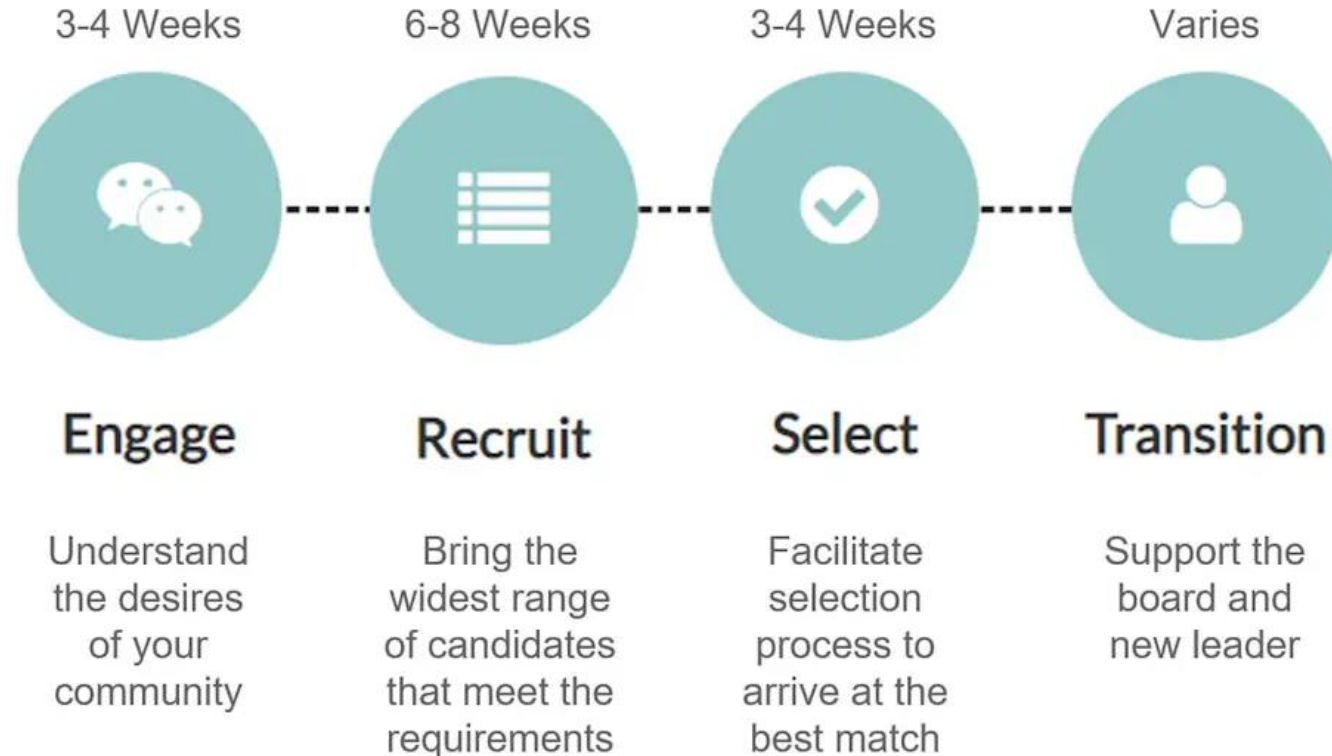 3-4 Weeks
6-8 Weeks
3-4 Weeks
Varies
Engage
Recruit
Select
Transition
Understand
the desires
of your
community
Bring the
widest range
of candidates
that meet the
requirements
Facilitate
selection
process to
arrive at the
best match
Support the
board and
new leader